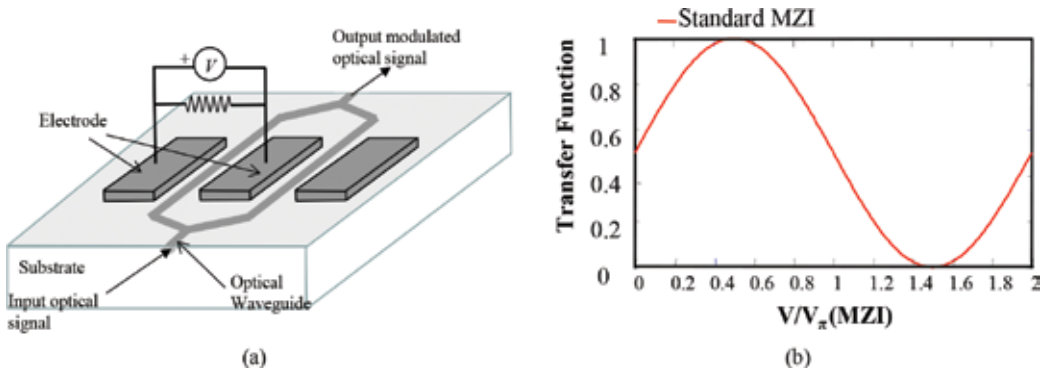 Output modulated
optical signal
+ V
Electrode
Substrate
Input optical
signal
Optical
Waveguide
(a)
Standard MZI
Transfer Function
1
0.8
0.6
0.4
0.2
0
0 0.2 0.4 0.6 0.8 1 1.2 1.4 1.6 1.8 2
V/Vπ(MZI)
(b)